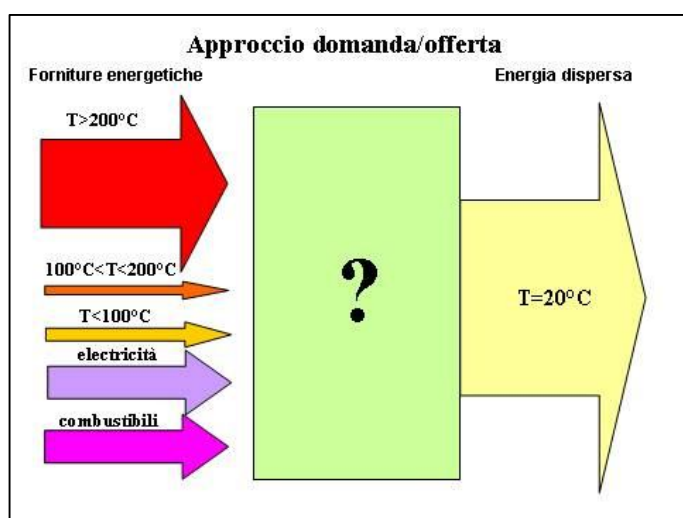 Approccio domanda/offerta
Forniture energetiche
Energia dispersa
T>200°C
100°C<T<200°C
T<100°C
electricità
combustibili
?
T=20°C